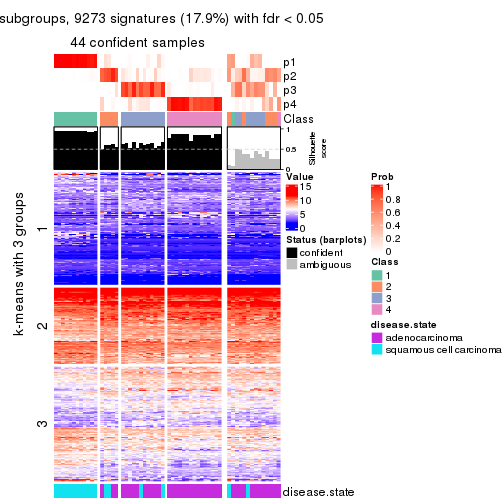 subgroups, 9273 signatures (17.9%) with fdr < 0.05
44 confident samples
p1
p2
p3
p4
Class
1
0.5
0
Silhouette
score
k-means with 3 groups
1
2
3
disease.state
Value
15
10
5
0
Status (barplots)
confident
ambiguous
Prob
1
0.8
0.6
0.4
0.2
0
Class
1
2
3
4
disease.state
adenocarcinoma
squamous cell carcinoma